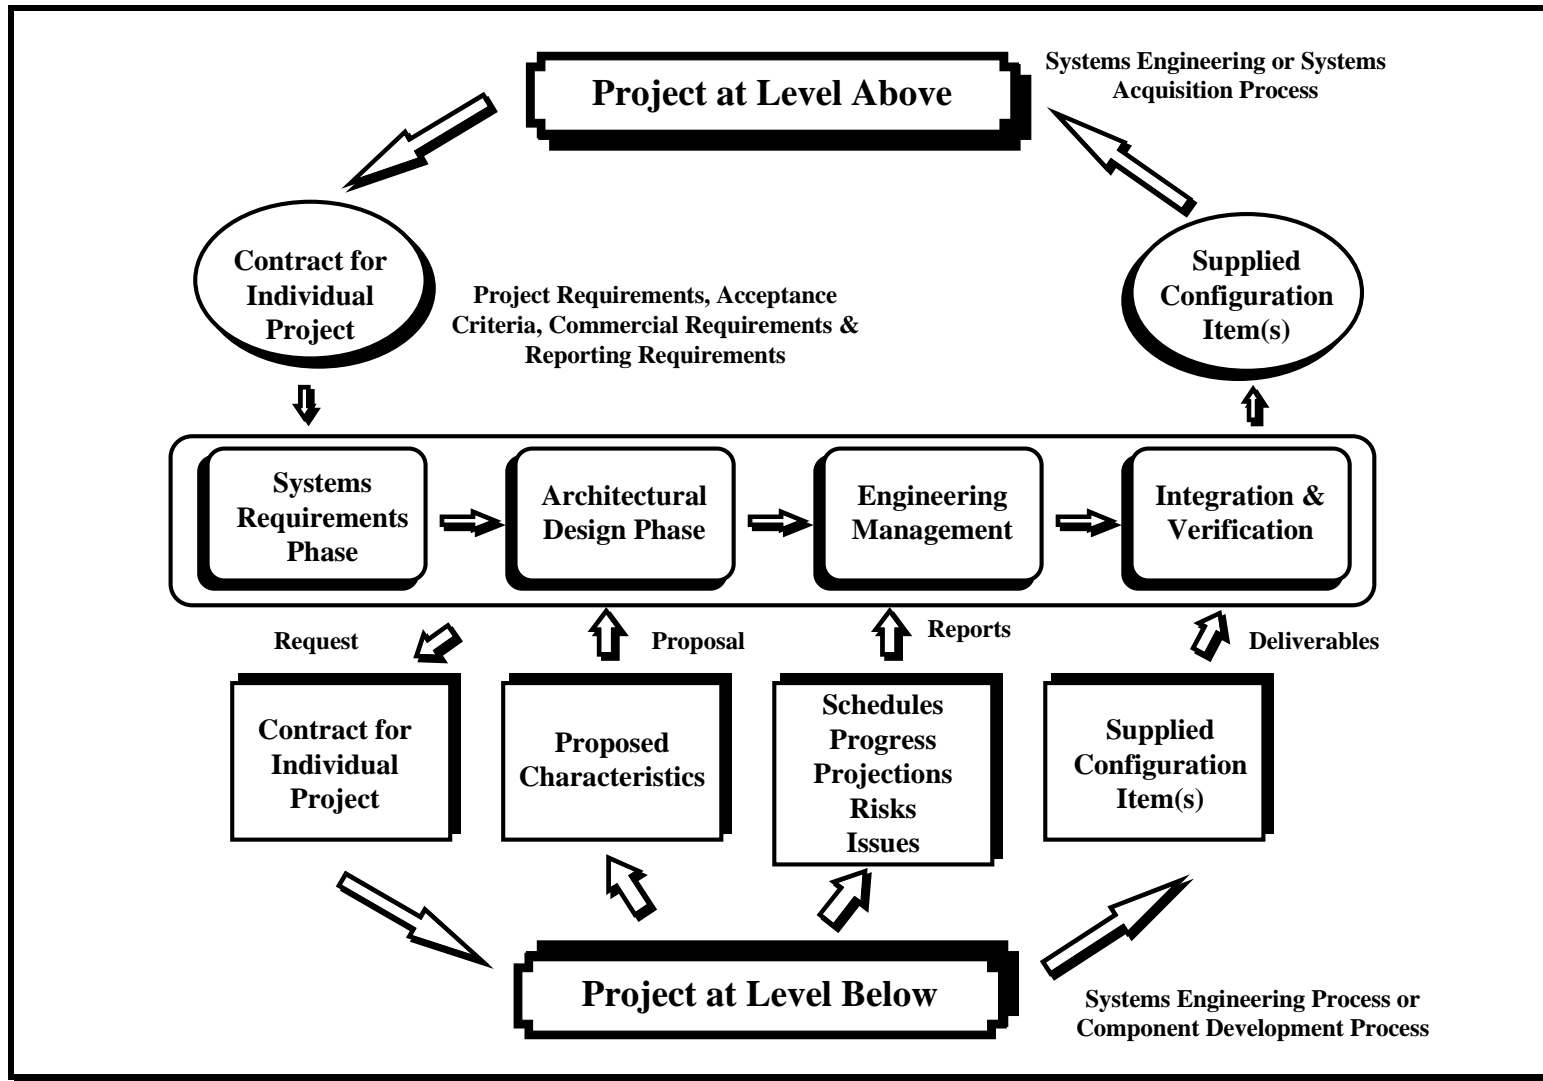 Project at Level Above
Systems Engineering or Systems
Acquisition Process
Contract for
Individual
Project
Project Requirements, Acceptance
Criteria, Commercial Requirements &
Reporting Requirements
Supplied
Configuration
Item(s)
Systems
Requirements
Phase
Architectural
Design Phase
Engineering
Management
Integration &
Verification
Request
Proposal
Reports
Deliverables
Contract for
Individual
Project
Proposed
Characteristics
Schedules
Progress
Projections
Risks
Issues
Supplied
Configuration
Item(s)
Project at Level Below
Systems Engineering Process or
Component Development Process